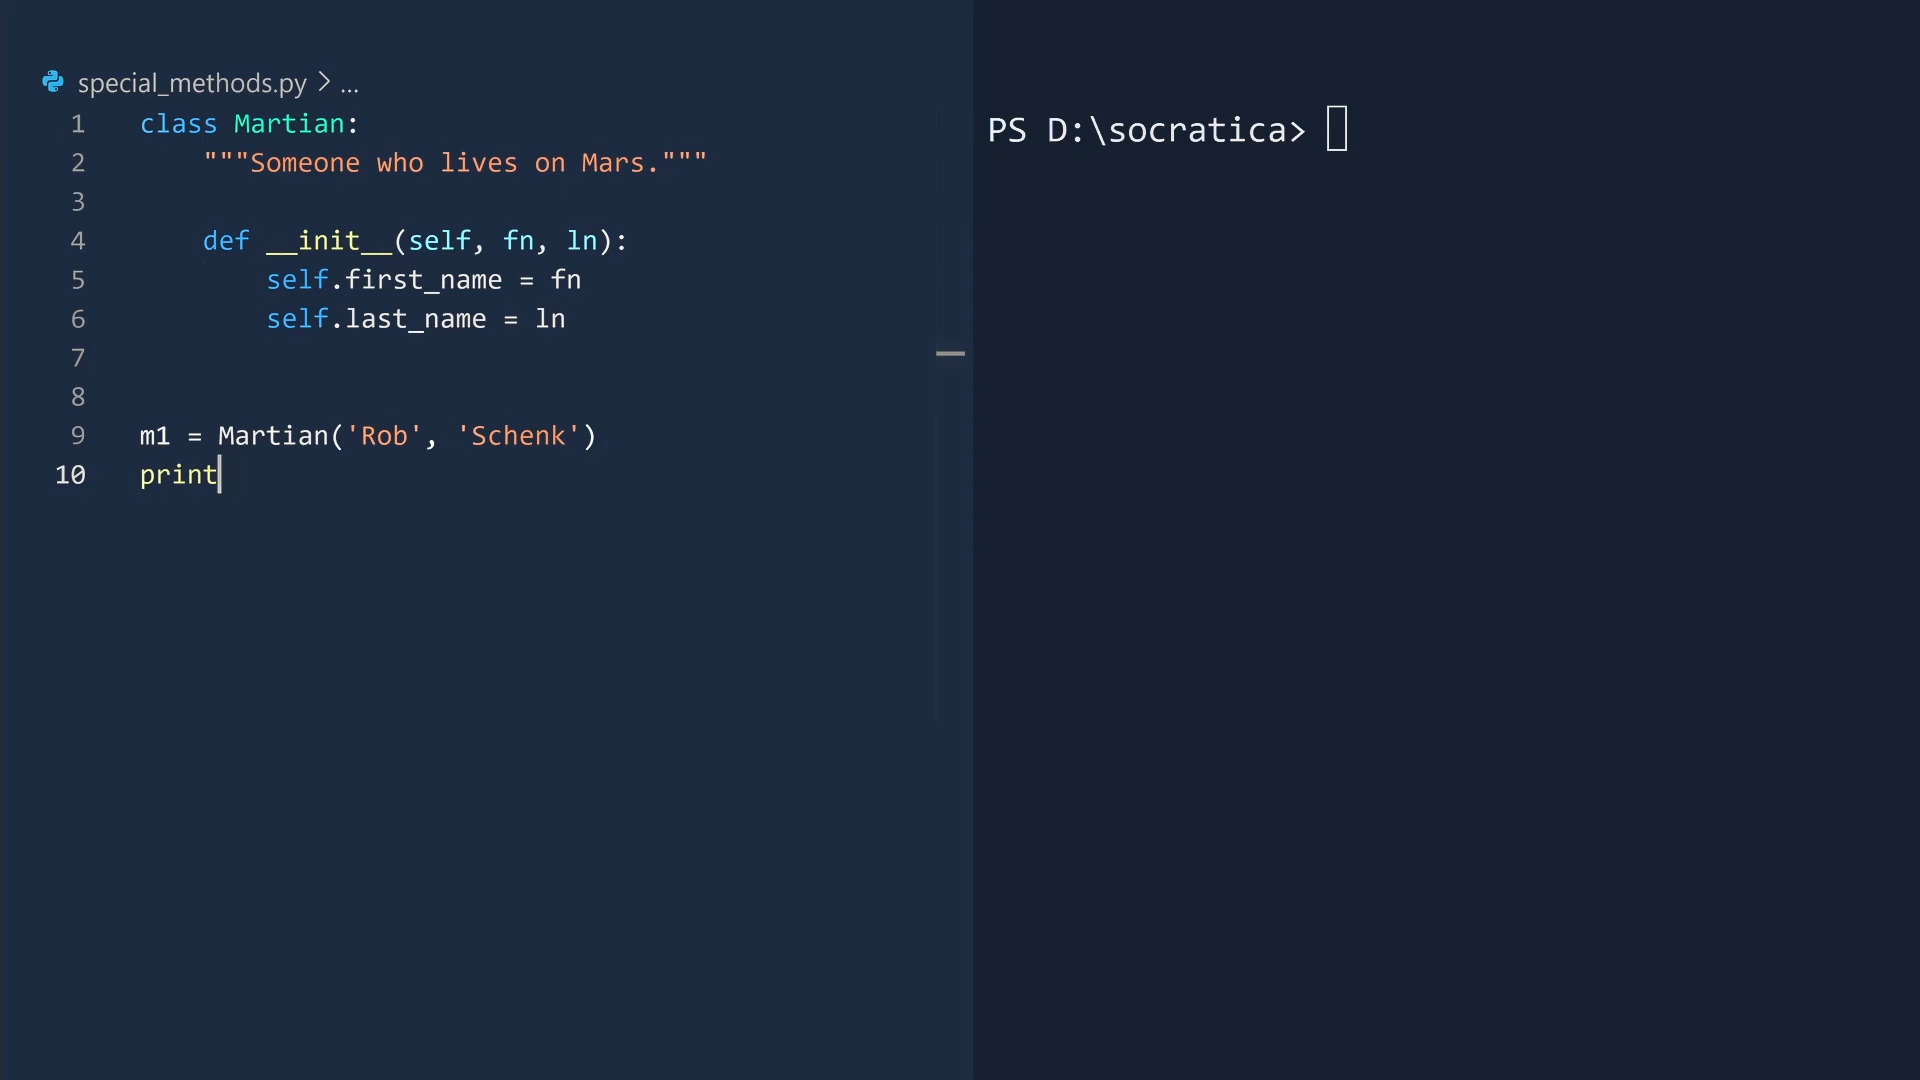 special_methods.py > ...
1 class Martian:
2 """Someone who lives on Mars."""
3
4 def __init__(self, fn, ln):
5 self.first_name = fn
6 self.last_name = ln
7
8
9 m1 = Martian('Rob', 'Schenk')
10 print
PS D:\socratica>